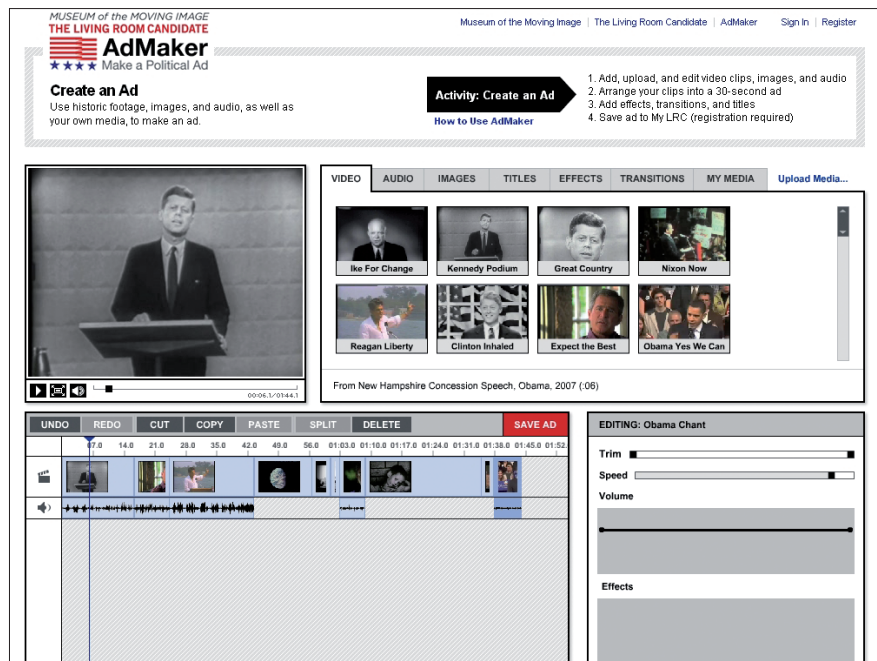 MUSEUM of the MOVING IMAGE
THE LIVING ROOM CANDIDATE
AdMaker
Make a Political Ad
Museum of the Moving Image | The Living Room Candidate | AdMaker
Sign In | Register
Create an Ad
Use historic footage, images, and audio, as well as
your own media, to make an ad.
Activity: Create an Ad
How to Use AdMaker
1. Add, upload, and edit video clips, images, and audio
2. Arrange your clips into a 30-second ad
3. Add effects, transitions, and titles
4. Save ad to My LRC (registration required)
VIDEO AUDIO IMAGES TITLES EFFECTS TRANSITIONS MY MEDIA Upload Media...
Ike For Change Kennedy Podium Great Country Nixon Now
Reagan Liberty Clinton Inhaled Expect the Best Obama Yes We Can
From New Hampshire Concession Speech, Obama, 2007 (:06)
00:06.1/01:44.1
UNDO REDO CUT COPY PASTE SPLIT DELETE SAVE AD
07.0 14.0 21.0 28.0 35.0 42.0 49.0 56.0 01:03.0 01:10.0 01:17.0 01:24.0 01:31.0 01:38.0 01:45.0 01:52.
EDITING: Obama Chant
Trim
Speed
Volume
Effects